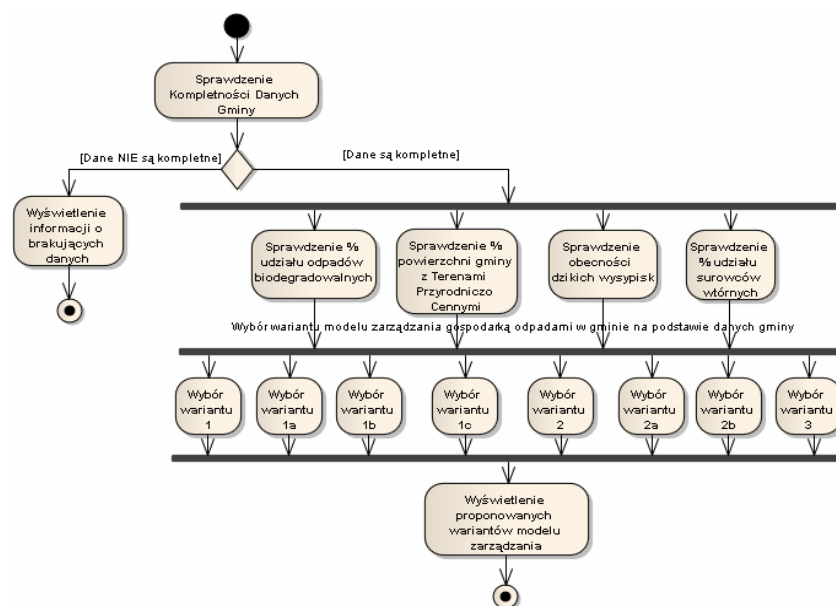 Sprawdzenie
Kompletności Danych
Gminy
[Dane NIE są kompletne]
[Dane są kompletne]
Wyświetlenie
informacji o
brakujących
danych
Sprawdzenie %
udziału odpadów
biodegradowalnych
Sprawdzenie %
powierzchni gminy
z Terenami
Przyrodniczo
Cennymi
Sprawdzenie
obecności
dzikich wysypisk
Sprawdzenie
% udziału
surowców
wtórnych
Wybór wariantu modelu zarządzania gospodarką odpadami w gminie na podstawie danych gminy
Wybór
wariantu
1
Wybór
wariantu
1a
Wybór
wariantu
1b
Wybór
wariantu
1c
Wybór
wariantu
2
Wybór
wariantu
2a
Wybór
wariantu
2b
Wybór
wariantu
3
Wyświetlenie
proponowanych
wariantów modelu
zarządzania